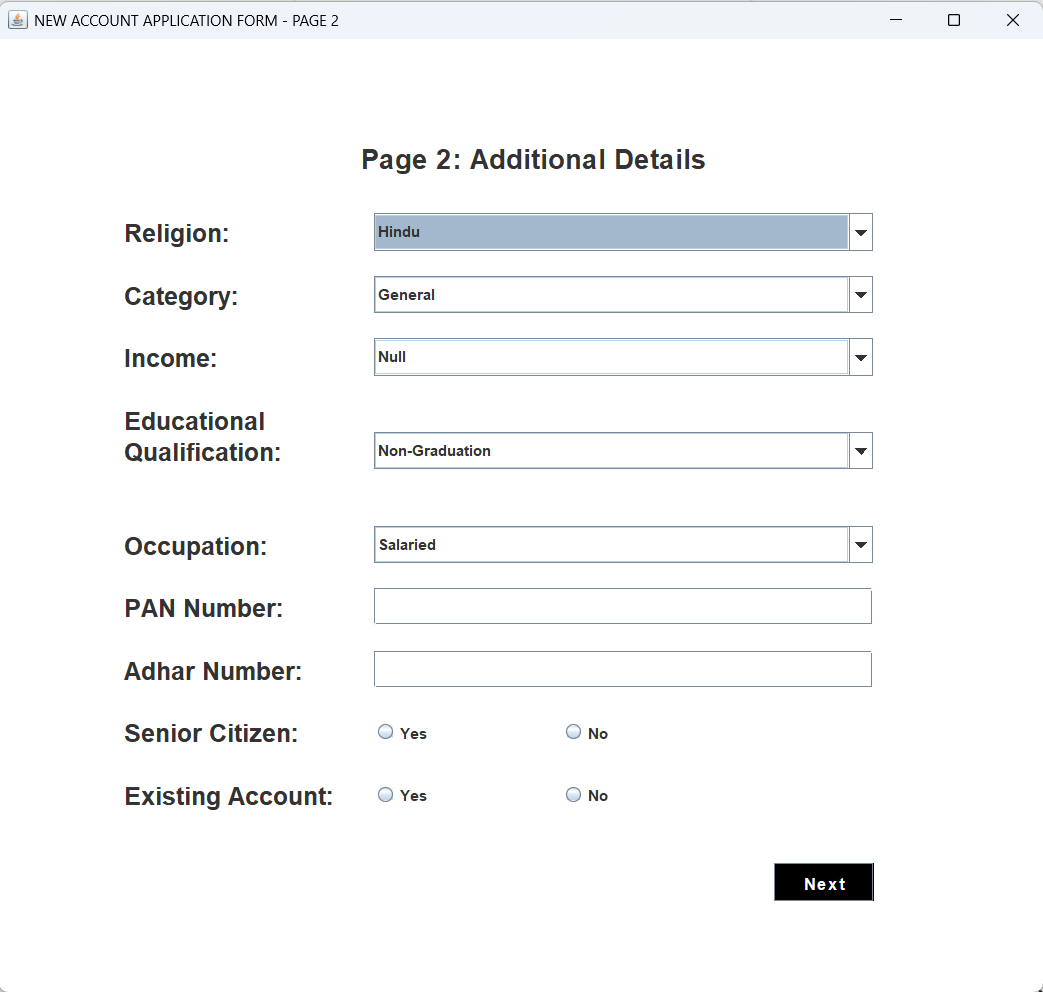 NEW ACCOUNT APPLICATION FORM - PAGE 2
Page 2: Additional Details
Religion: Hindu
Category: General
Income: Null
Educational
Qualification: Non-Graduation
Occupation: Salaried
PAN Number:
Adhar Number:
Senior Citizen: Yes No
Existing Account: Yes No
Next